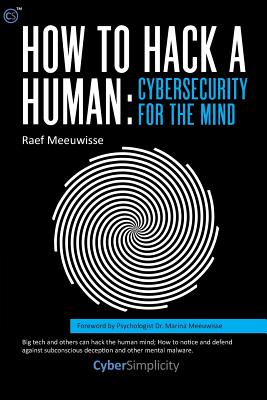 CS™
HOW TO HACK A
HUMAN: CYBERSECURITY
FOR THE MIND
Raef Meeuwisse
Foreword by Psychologist Dr. Marina Meeuwisse
Big tech and others can hack the human mind; How to notice and defend
against subconscious deception and other mental malware.
CyberSimplicity